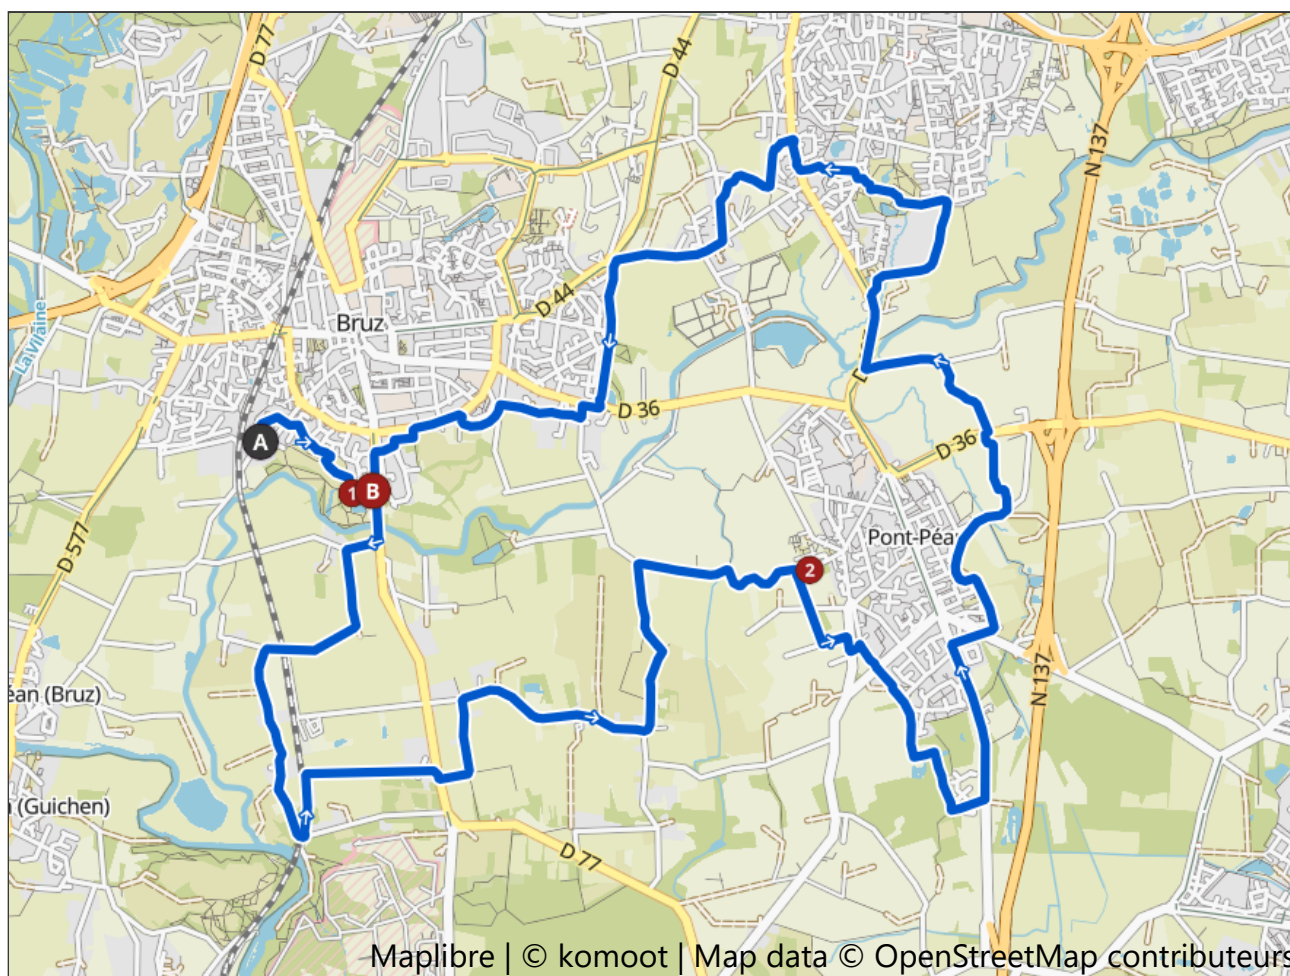 D 77
D 44
N 137
La Vilaine
Bruz
D 44
D 36
A
D 36
1
B
D 577
Pont-Péa
2
éan (Bruz)
N 137
(Guichen)
D 77
Maplibre | © komoot | Map data © OpenStreetMap contributeurs